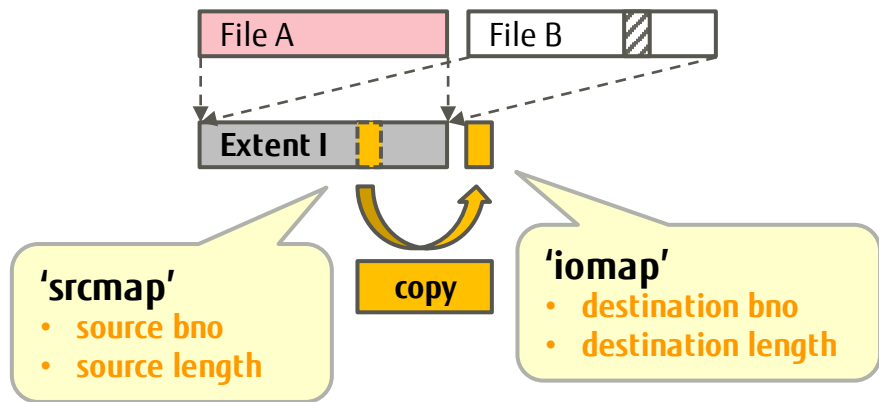 File A
File B
Extent I
copy
‘srcmap’
• source bno
• source length
‘iomap’
• destination bno
• destination length